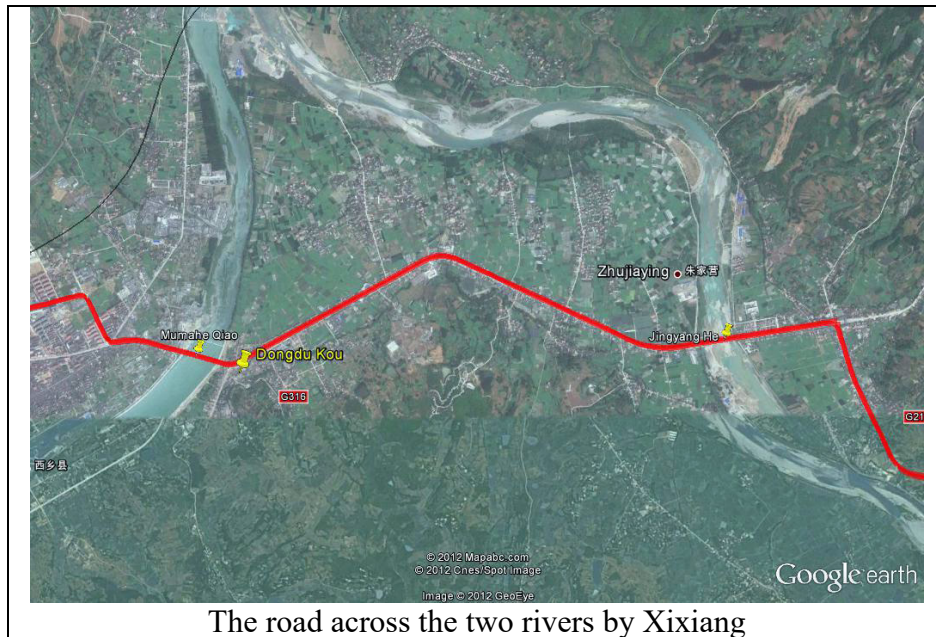 Zhujiaying 朱家营
Mumahe Qiao
Jingyang He
Dongdu Kou
G316
G21
西乡县
© 2012 Mapabc.com
© 2012 Cnes/Spot Image
Image © 2012 GeoEye
Google earth
The road across the two rivers by Xixiang